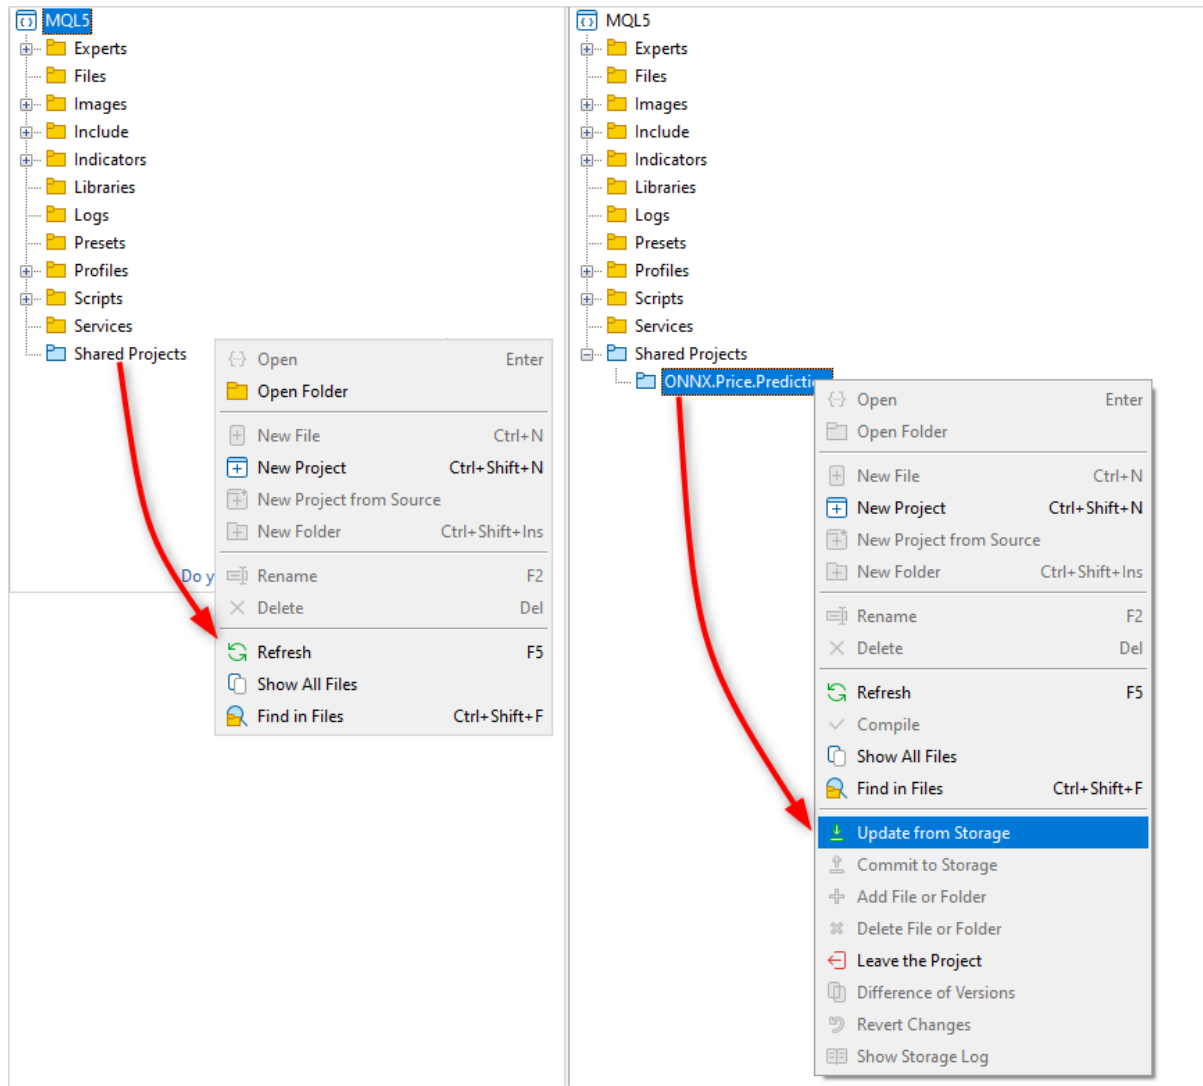 MQL5
Experts
Files
Images
Include
Indicators
Libraries
Logs
Presets
Profiles
Scripts
Services
Shared Projects
Open Enter
Open Folder
New File Ctrl+N
New Project Ctrl+Shift+N
New Project from Source
New Folder Ctrl+Shift+Ins
Do y
Rename F2
Delete Del
Refresh F5
Show All Files
Find in Files Ctrl+Shift+F
MQL5
Experts
Files
Images
Include
Indicators
Libraries
Logs
Presets
Profiles
Scripts
Services
Shared Projects
ONNX.Price.Predicti
Open Enter
Open Folder
New File Ctrl+N
New Project Ctrl+Shift+N
New Project from Source
New Folder Ctrl+Shift+Ins
Rename F2
Delete Del
Refresh F5
Compile
Show All Files
Find in Files Ctrl+Shift+F
Update from Storage
Commit to Storage
Add File or Folder
Delete File or Folder
Leave the Project
Difference of Versions
Revert Changes
Show Storage Log